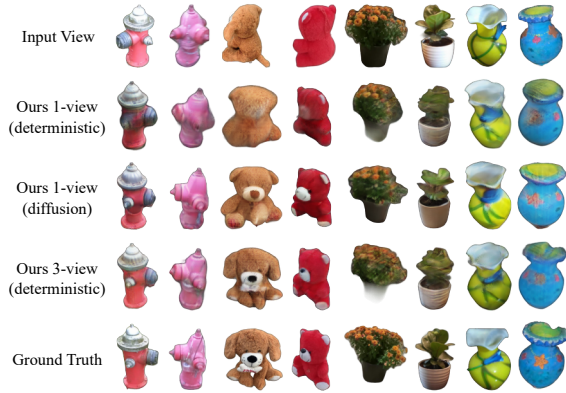 Input View
Ours 1-view
(deterministic)
Ours 1-view
(diffusion)
Ours 3-view
(deterministic)
Ground Truth